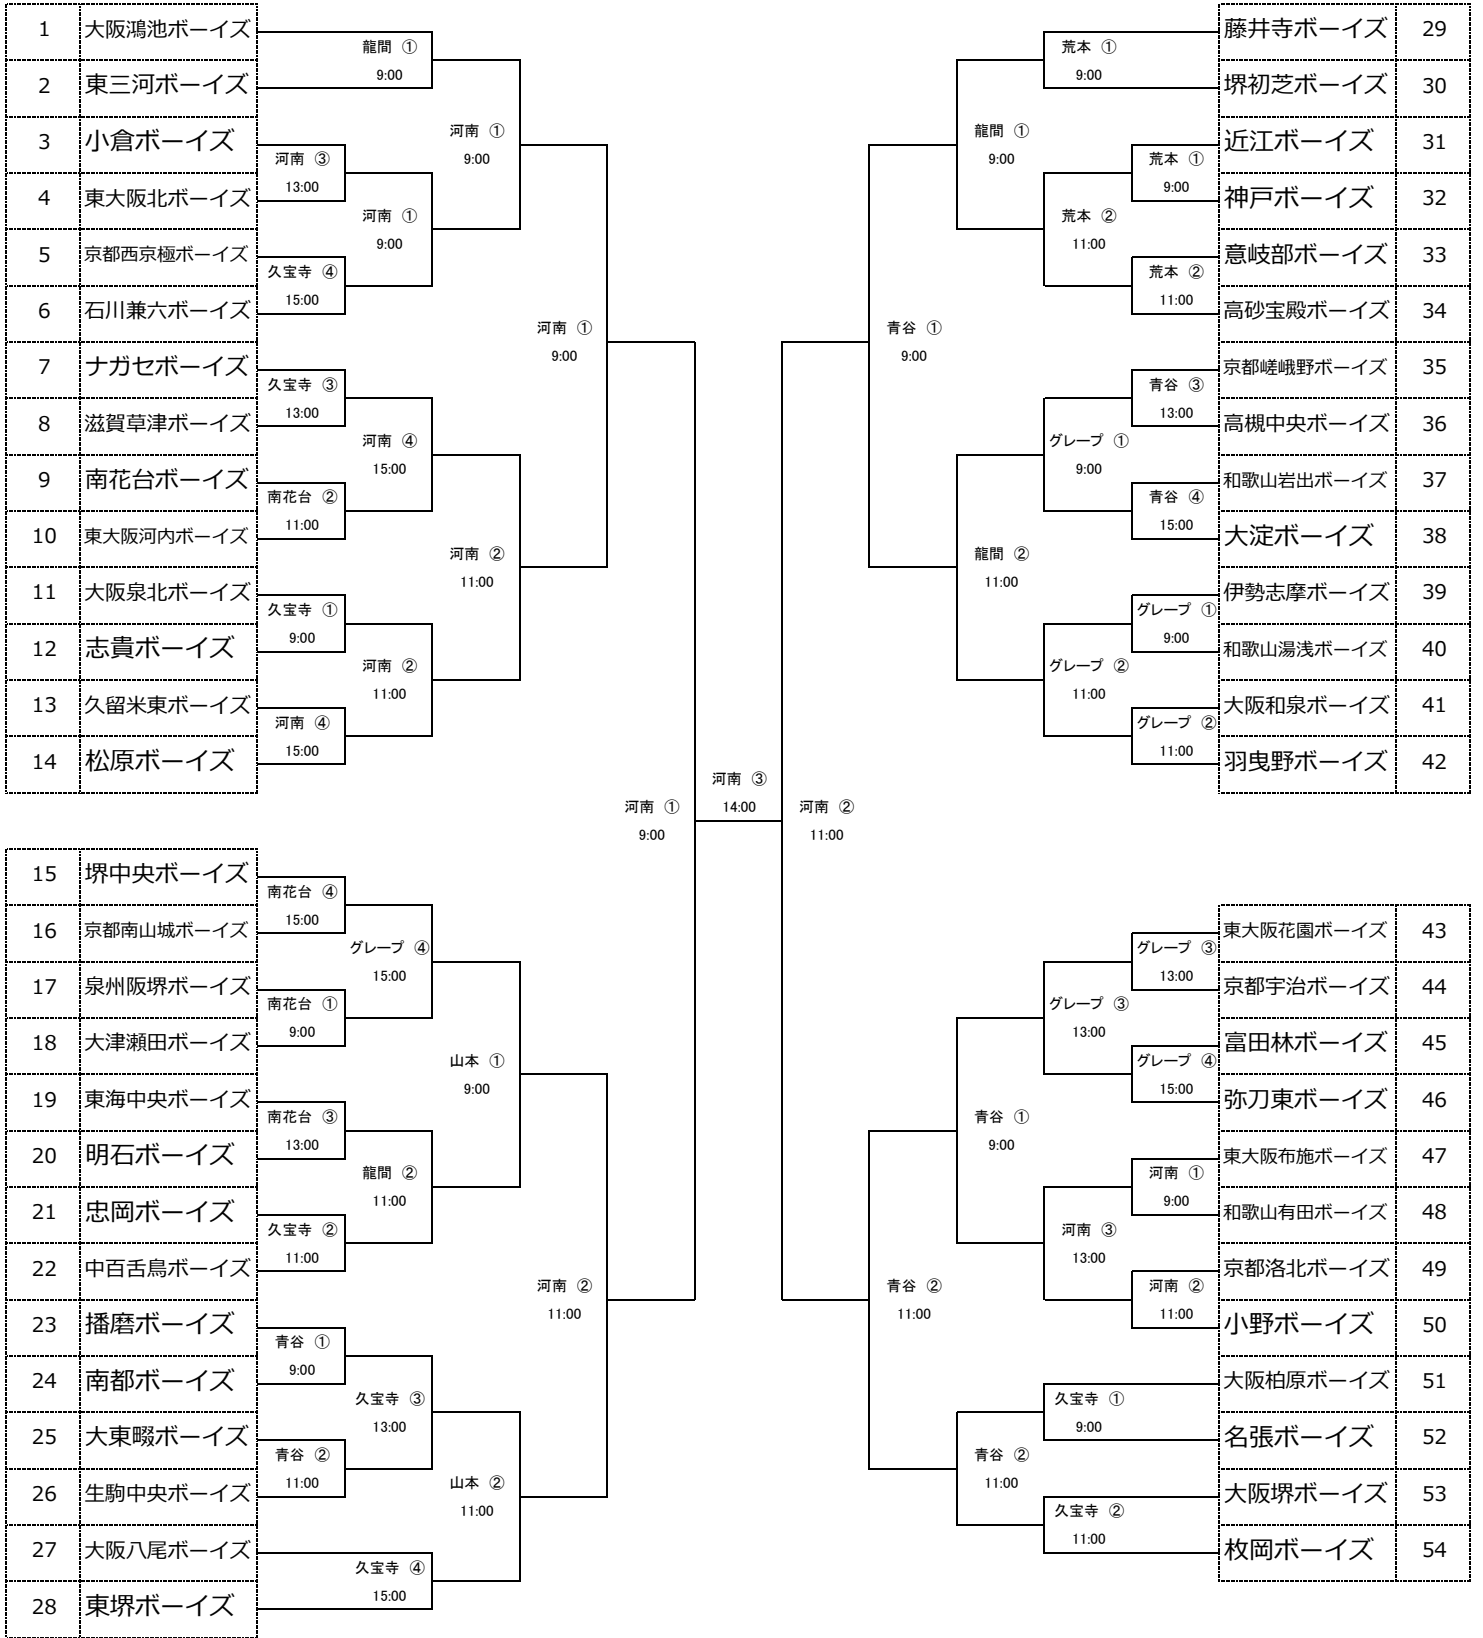 1 大阪鴻池ボーイズ
2 東三河ボーイズ
3 小倉ボーイズ
4 東大阪北ボーイズ
5 京都西京極ボーイズ
6 石川兼六ボーイズ
7 ナガセボーイズ
8 滋賀草津ボーイズ
9 南花台ボーイズ
10 東大阪河内ボーイズ
11 大阪泉北ボーイズ
12 志貴ボーイズ
13 久留米東ボーイズ
14 松原ボーイズ
龍間 ①
9:00
河南 ③
13:00
久宝寺 ④
15:00
久宝寺 ③
13:00
南花台 ②
11:00
久宝寺 ①
9:00
河南 ④
15:00
河南 ①
9:00
河南 ④
15:00
河南 ②
11:00
河南 ①
9:00
河南 ②
11:00
河南 ①
9:00
15 堺中央ボーイズ
16 京都南山城ボーイズ
17 泉州阪堺ボーイズ
18 大津瀬田ボーイズ
19 東海中央ボーイズ
20 明石ボーイズ
21 忠岡ボーイズ
22 中百舌鳥ボーイズ
23 播磨ボーイズ
24 南都ボーイズ
25 大東畷ボーイズ
26 生駒中央ボーイズ
27 大阪八尾ボーイズ
28 東堺ボーイズ
南花台 ④
15:00
南花台 ①
9:00
南花台 ③
13:00
久宝寺 ②
11:00
青谷 ①
9:00
青谷 ②
11:00
グレープ ④
15:00
龍間 ②
11:00
久宝寺 ③
13:00
久宝寺 ④
15:00
山本 ①
9:00
山本 ②
11:00
河南 ②
11:00
河南 ①
9:00
河南 ③
14:00
河南 ②
11:00
藤井寺ボーイズ 29
堺初芝ボーイズ 30
近江ボーイズ 31
神戸ボーイズ 32
意岐部ボーイズ 33
高砂宝殿ボーイズ 34
京都嵯峨野ボーイズ 35
高槻中央ボーイズ 36
和歌山岩出ボーイズ 37
大淀ボーイズ 38
伊勢志摩ボーイズ 39
和歌山湯浅ボーイズ 40
大阪和泉ボーイズ 41
羽曳野ボーイズ 42
荒本 ①
9:00
荒本 ①
9:00
荒本 ②
11:00
青谷 ③
13:00
青谷 ④
15:00
グレープ ①
9:00
グレープ ②
11:00
荒本 ②
11:00
グレープ ①
9:00
グレープ ②
11:00
龍間 ①
9:00
龍間 ②
11:00
青谷 ①
9:00
東大阪花園ボーイズ 43
京都宇治ボーイズ 44
富田林ボーイズ 45
弥刀東ボーイズ 46
東大阪布施ボーイズ 47
和歌山有田ボーイズ 48
京都洛北ボーイズ 49
小野ボーイズ 50
大阪柏原ボーイズ 51
名張ボーイズ 52
大阪堺ボーイズ 53
枚岡ボーイズ 54
グレープ ③
13:00
グレープ ④
15:00
河南 ①
9:00
河南 ②
11:00
グレープ ③
13:00
河南 ③
13:00
久宝寺 ①
9:00
久宝寺 ②
11:00
青谷 ①
9:00
青谷 ②
11:00
青谷 ②
11:00